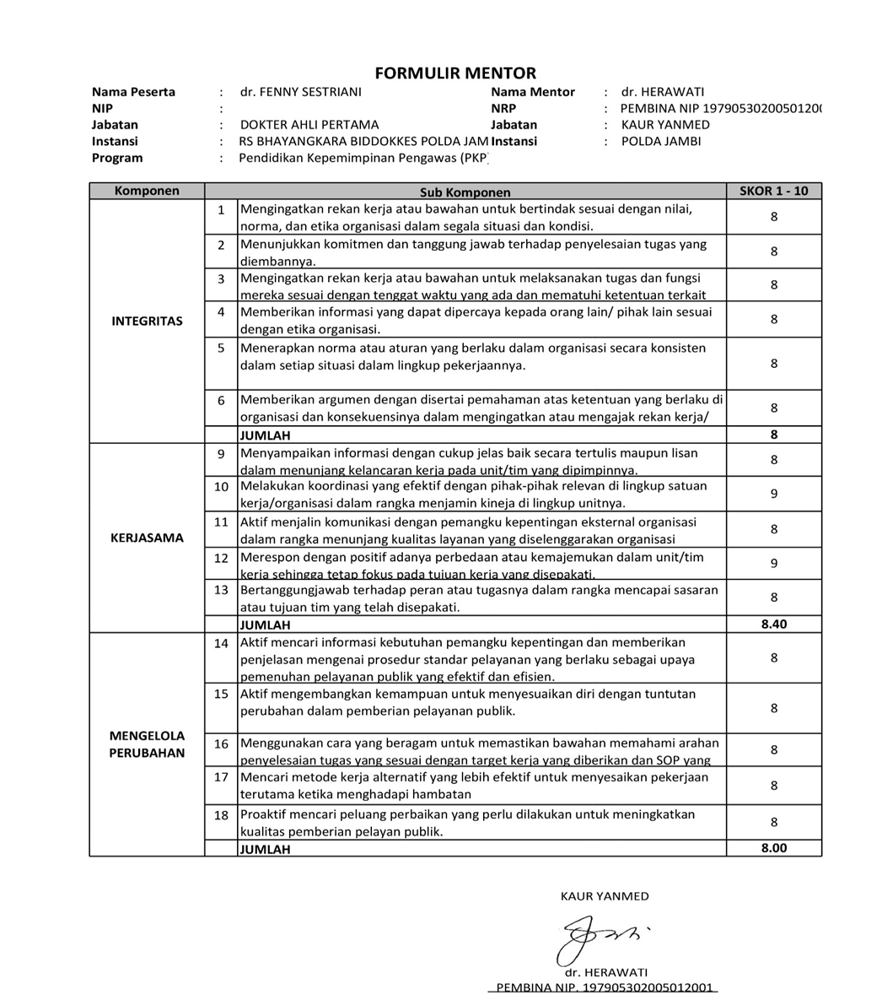 FORMULIR MENTOR
Nama Peserta : dr. FENNY SESTRIANI Nama Mentor : dr. HERAWATI
NIP : NRP : PEMBINA NIP 1979053020050120
Jabatan : DOKTER AHLI PERTAMA Jabatan : KAUR YANMED
Instansi : RS BHAYANGKARA BIDDOKKES POLDA JAM Instansi : POLDA JAMBI
Program : Pendidikan Kepemimpinan Pengawas (PKP)
Komponen Sub Komponen SKOR 1 - 10
INTEGRITAS
1 Mengingatkan rekan kerja atau bawahan untuk bertindak sesuai dengan nilai,
norma, dan etika organisasi dalam segala situasi dan kondisi. 8
2 Menunjukkan komitmen dan tanggung jawab terhadap penyelesaian tugas yang
diembannya. 8
3 Mengingatkan rekan kerja atau bawahan untuk melaksanakan tugas dan fungsi
mereka sesuai dengan tenggat waktu yang ada dan mematuhi ketentuan terkait 8
4 Memberikan informasi yang dapat dipercaya kepada orang lain/ pihak lain sesuai
dengan etika organisasi. 8
5 Menerapkan norma atau aturan yang berlaku dalam organisasi secara konsisten
dalam setiap situasi dalam lingkup pekerjaannya. 8
6 Memberikan argumen dengan disertai pemahaman atas ketentuan yang berlaku di
organisasi dan konsekuensinya dalam mengingatkan atau mengajak rekan kerja/ 8
JUMLAH 8
KERJASAMA
9 Menyampaikan informasi dengan cukup jelas baik secara tertulis maupun lisan
dalam menunjang kelancaran kerja pada unit/tim yang dipimpinnya. 8
10 Melakukan koordinasi yang efektif dengan pihak-pihak relevan di lingkup satuan
kerja/organisasi dalam rangka menjamin kineja di lingkup unitnya. 9
11 Aktif menjalin komunikasi dengan pemangku kepentingan eksternal organisasi
dalam rangka menunjang kualitas layanan yang diselenggarakan organisasi 8
12 Merespon dengan positif adanya perbedaan atau kemajemukan dalam unit/tim
kerja sehingga tetap fokus pada tujuan kerja yang disepakati. 9
13 Bertanggungjawab terhadap peran atau tugasnya dalam rangka mencapai sasaran
atau tujuan tim yang telah disepakati. 8
JUMLAH 8.40
MENGELOLA
PERUBAHAN
14 Aktif mencari informasi kebutuhan pemangku kepentingan dan memberikan
penjelasan mengenai prosedur standar pelayanan yang berlaku sebagai upaya
pemenuhan pelayanan publik yang efektif dan efisien. 8
15 Aktif mengembangkan kemampuan untuk menyesuaikan diri dengan tuntutan
perubahan dalam pemberian pelayanan publik. 8
16 Menggunakan cara yang beragam untuk memastikan bawahan memahami arahan
penyelesaian tugas yang sesuai dengan target kerja yang diberikan dan SOP yang 8
17 Mencari metode kerja alternatif yang lebih efektif untuk menyesaikan pekerjaan
terutama ketika menghadapi hambatan 8
18 Proaktif mencari peluang perbaikan yang perlu dilakukan untuk meningkatkan
kualitas pemberian pelayan publik. 8
JUMLAH 8.00
KAUR YANMED
dr. HERAWATI
PEMBINA NIP. 197905302005012001